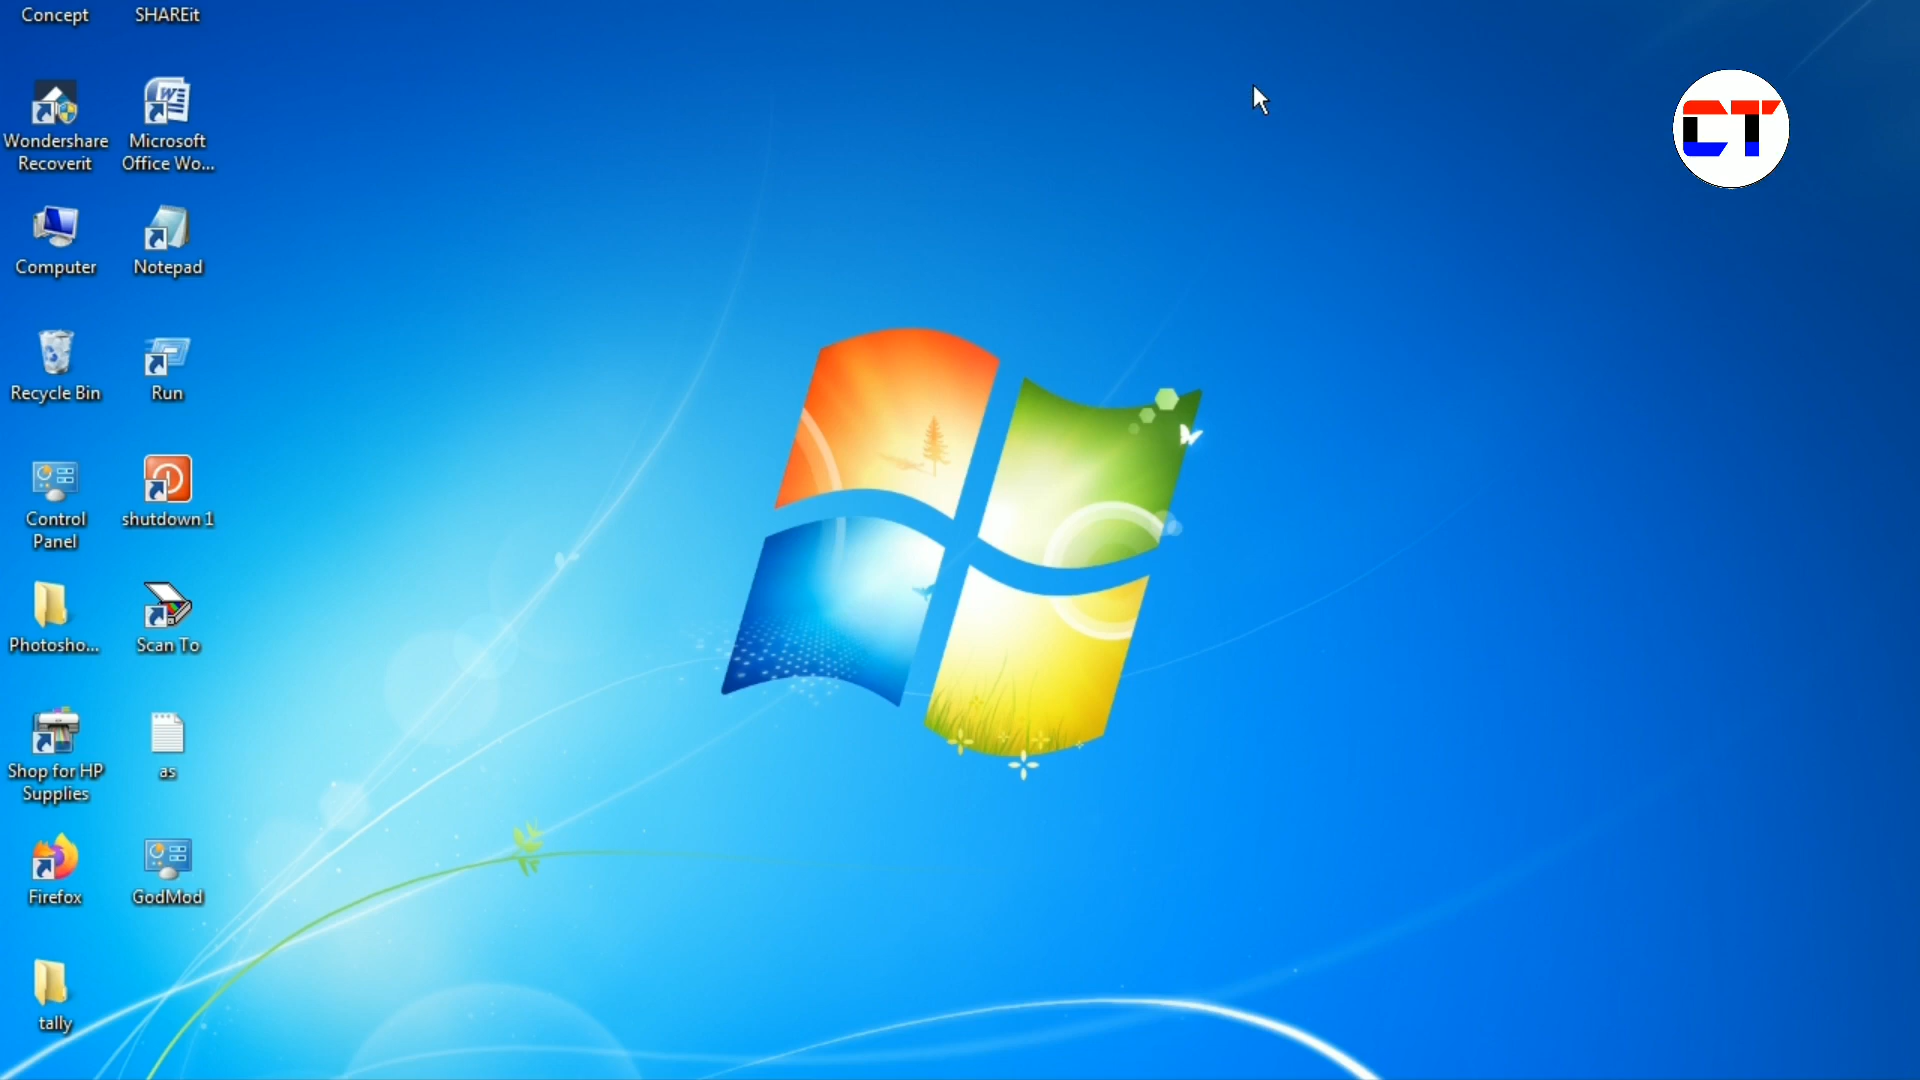 Concept
SHAREit
Wondershare
Recoverit
Microsoft
Office Wo...
Computer
Notepad
Recycle Bin
Run
Control
Panel
shutdown 1
Photosho...
Scan To
Shop for HP
Supplies
as
Firefox
GodMod
tally
CT